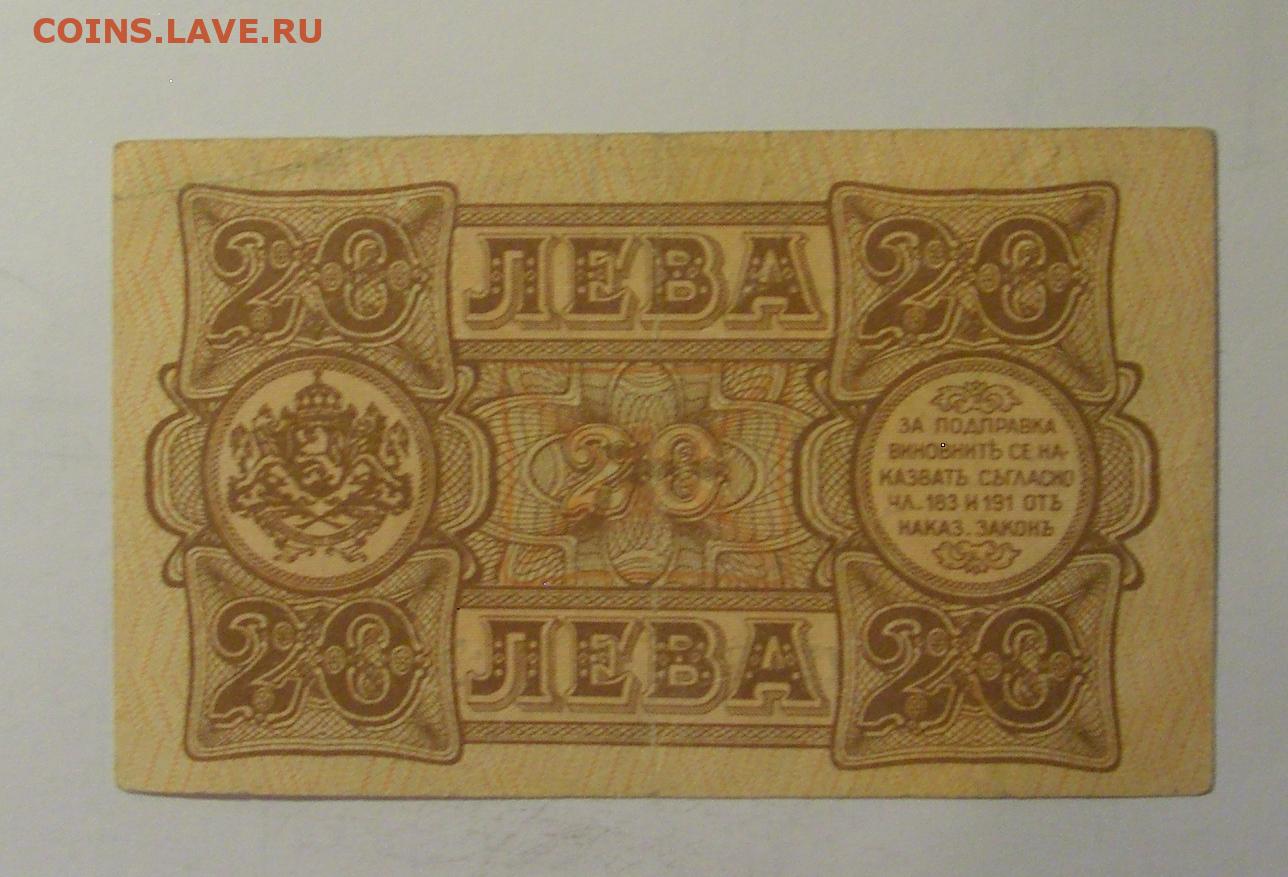 COINS.LAVE.RU
20 ЛЕВА 20
20
ЗА ПОДПРАВКА
ВИНОВНИТѢ СЕ НА-
КАЗВАТЪ СЪГЛАСНО
ЧЛ. 183 И 191 ОТЪ
НАКАЗ. ЗАКОНЪ
20 ЛЕВА 20